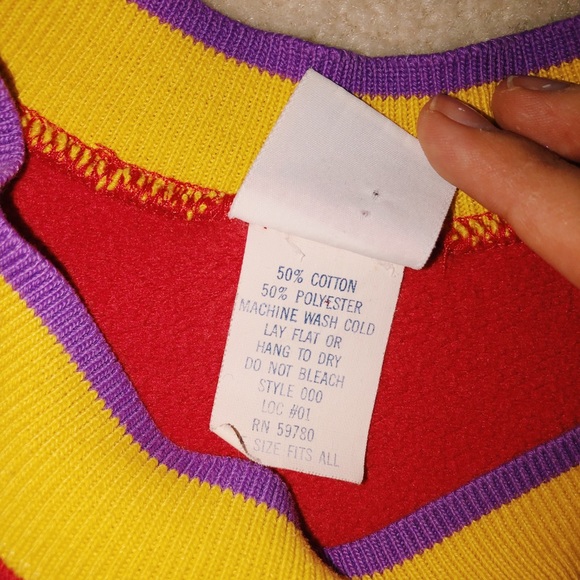 50% COTTON
50% POLYESTER
MACHINE WASH COLD
LAY FLAT OR
HANG TO DRY
DO NOT BLEACH
STYLE 000
LOC #01
RN 59780
SIZE FITS ALL